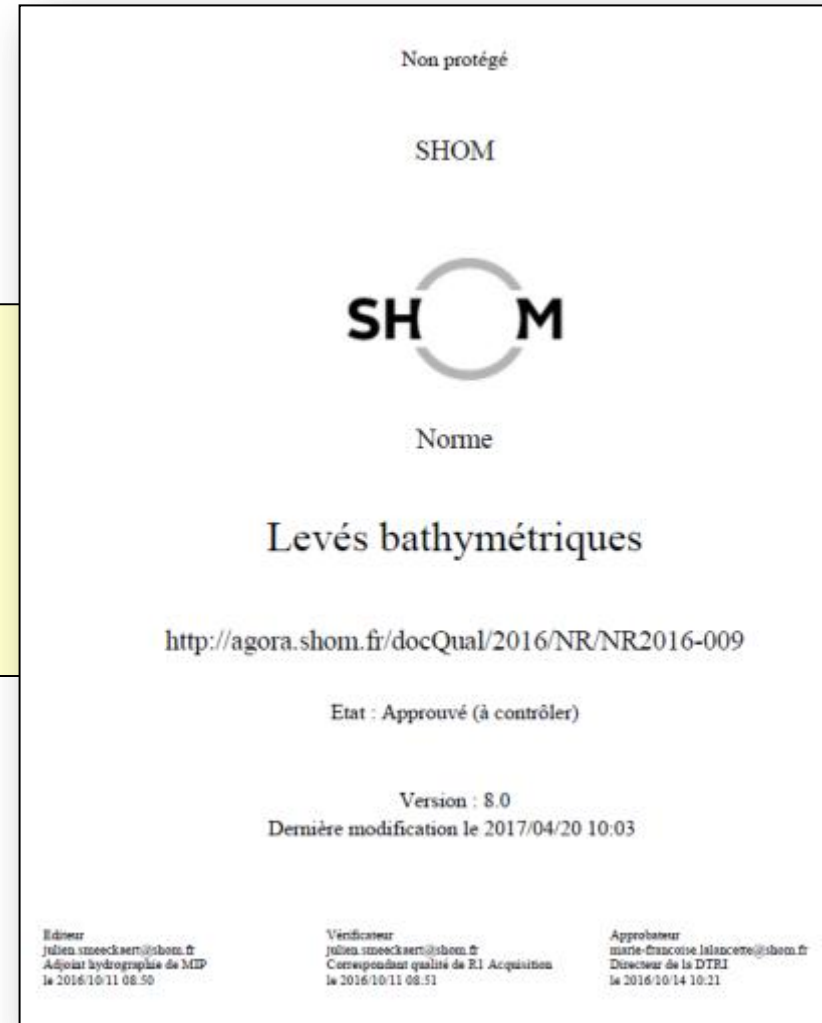 Non protégé
SHOM
SH M
Norme
Levés bathymétriques
http://agora.shom.fr/docQual/2016/NR/NR2016-009
Etat : Approuvé (à contrôler)
Version : 8.0
Dernière modification le 2017/04/20 10:03
Editeur
julien.smeeckaert@shom.fr
Adjoint hydrographie de MIP
le 2016/10/11 08:50
Vérificateur
julien.smeeckaert@shom.fr
Correspondant qualité de R1 Acquisition
le 2016/10/11 08:51
Approbateur
marie-francoise.lalancette@shom.fr
Directeur de la DTRI
le 2016/10/14 10:21